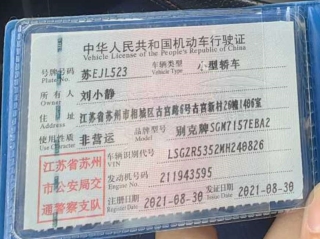 中华人民共和国机动车行驶证
Vehicle License of the People's Republic of China
号牌号码 苏EJL523 车辆类型 小型轿车
Plate No. Vehicle Type
所有人 刘小静
Owner
住址 江苏省苏州市相城区古宫路6号古宫新村20幢406室
Address
使用性质 非营运 品牌型号 别克牌SGM7157EBA2
Use Character Model
江苏省苏州市公安局交通警察支队
车辆识别代号 LSGZR5352MH240826
VIN
发动机号码 211943595
Engine No.
注册日期 2021-08-30 发证日期 2021-08-30
Register Date Issue Date